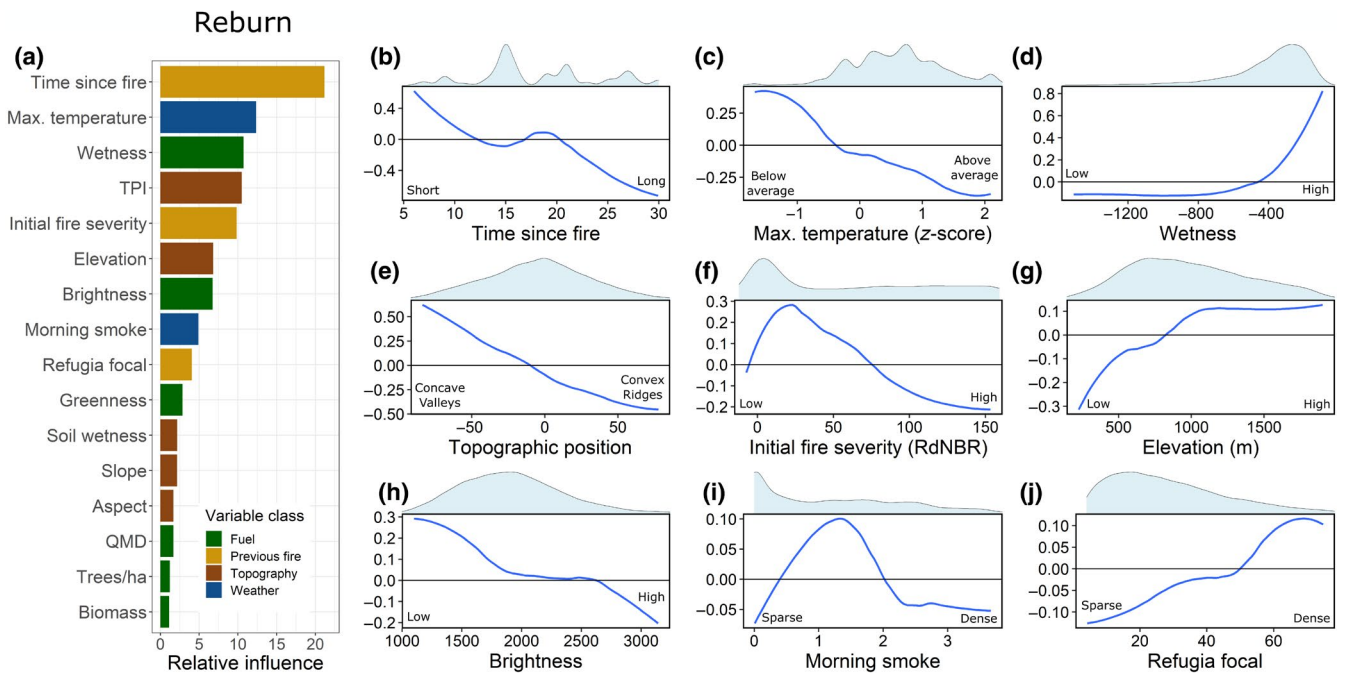 Reburn
(a)
Time since fire
Max. temperature
Wetness
TPI
Initial fire severity
Elevation
Brightness
Morning smoke
Refugia focal
Greenness
Soil wetness
Slope
Aspect
QMD
Trees/ha
Biomass
Variable class
Fuel
Previous fire
Topography
Weather
0 5 10 15 20
Relative influence
(b)
0.4
0.0
−0.4
Short
Long
5 10 15 20 25 30
Time since fire
(c)
0.25
0.00
−0.25
Below
average
Above
average
−1 0 1 2
Max. temperature (z-score)
(d)
0.8
0.6
0.4
0.2
0.0
Low
High
−1200 −800 −400
Wetness
(e)
0.50
0.25
0.00
−0.25
−0.50
Concave
Valleys
Convex
Ridges
−50 0 50
Topographic position
(f)
0.3
0.2
0.1
0.0
−0.1
−0.2
Low
High
0 50 100 150
Initial fire severity (RdNBR)
(g)
0.1
0.0
−0.1
−0.2
−0.3
Low
High
500 1000 1500
Elevation (m)
(h)
0.3
0.2
0.1
0.0
−0.1
−0.2
Low
High
1000 1500 2000 2500 3000
Brightness
(i)
0.10
0.05
0.00
−0.05
Sparse
Dense
0 1 2 3
Morning smoke
(j)
0.10
0.05
0.00
−0.05
−0.10
Sparse
Dense
20 40 60
Refugia focal